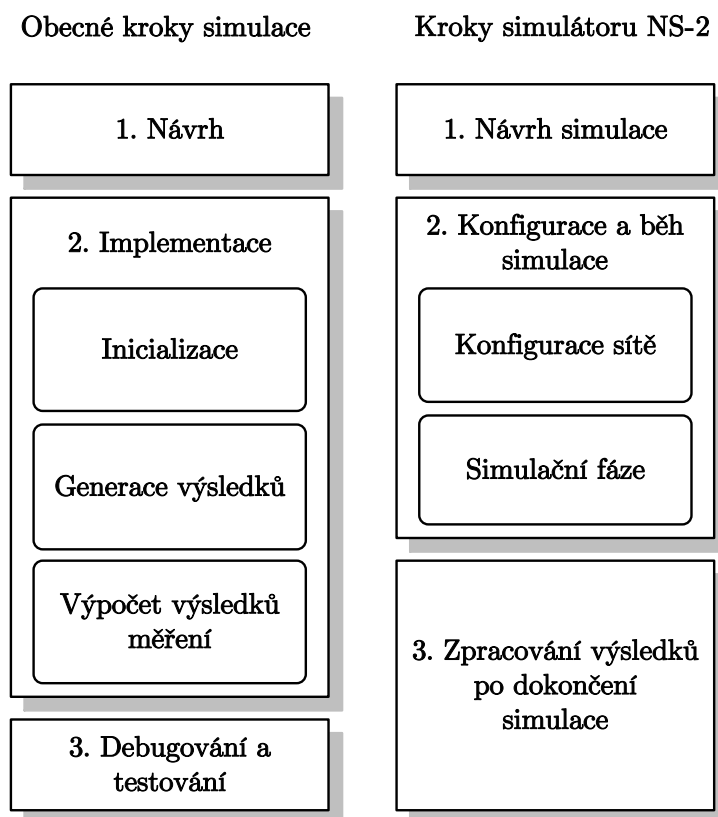 Obecné kroky simulace
1. Návrh
2. Implementace
Inicializace
Generace výsledků
Výpočet výsledků
měření
3. Debugování a
testování
Kroky simulátoru NS-2
1. Návrh simulace
2. Konfigurace a běh
simulace
Konfigurace sítě
Simulační fáze
3. Zpracování výsledků
po dokončení
simulace